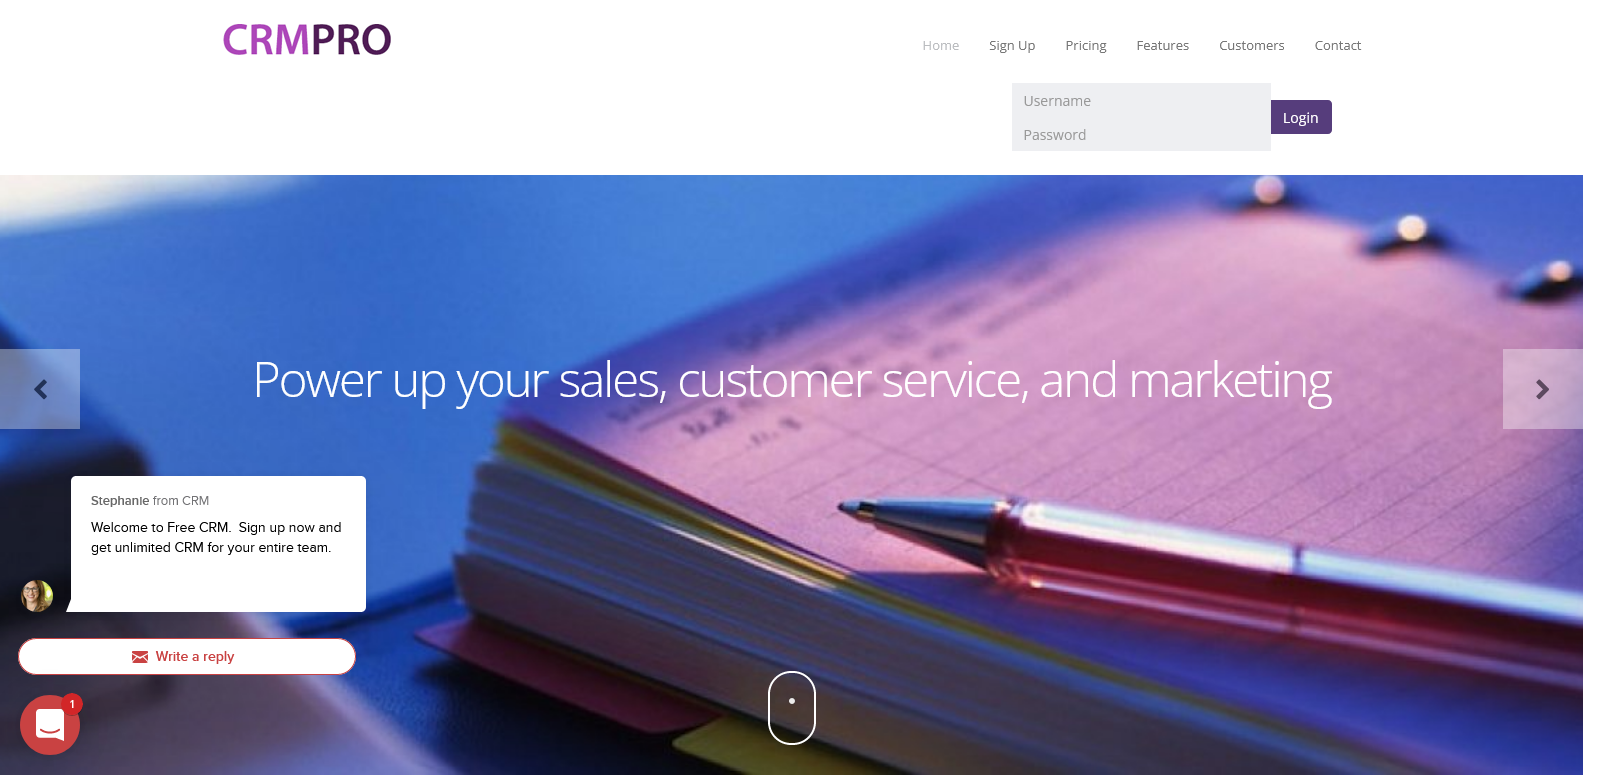 CRMPRO
Home Sign Up Pricing Features Customers Contact
Username
Password
Login
Power up your sales, customer service, and marketing
Stephanie from CRM
Welcome to Free CRM.  Sign up now and
get unlimited CRM for your entire team.
Write a reply
1